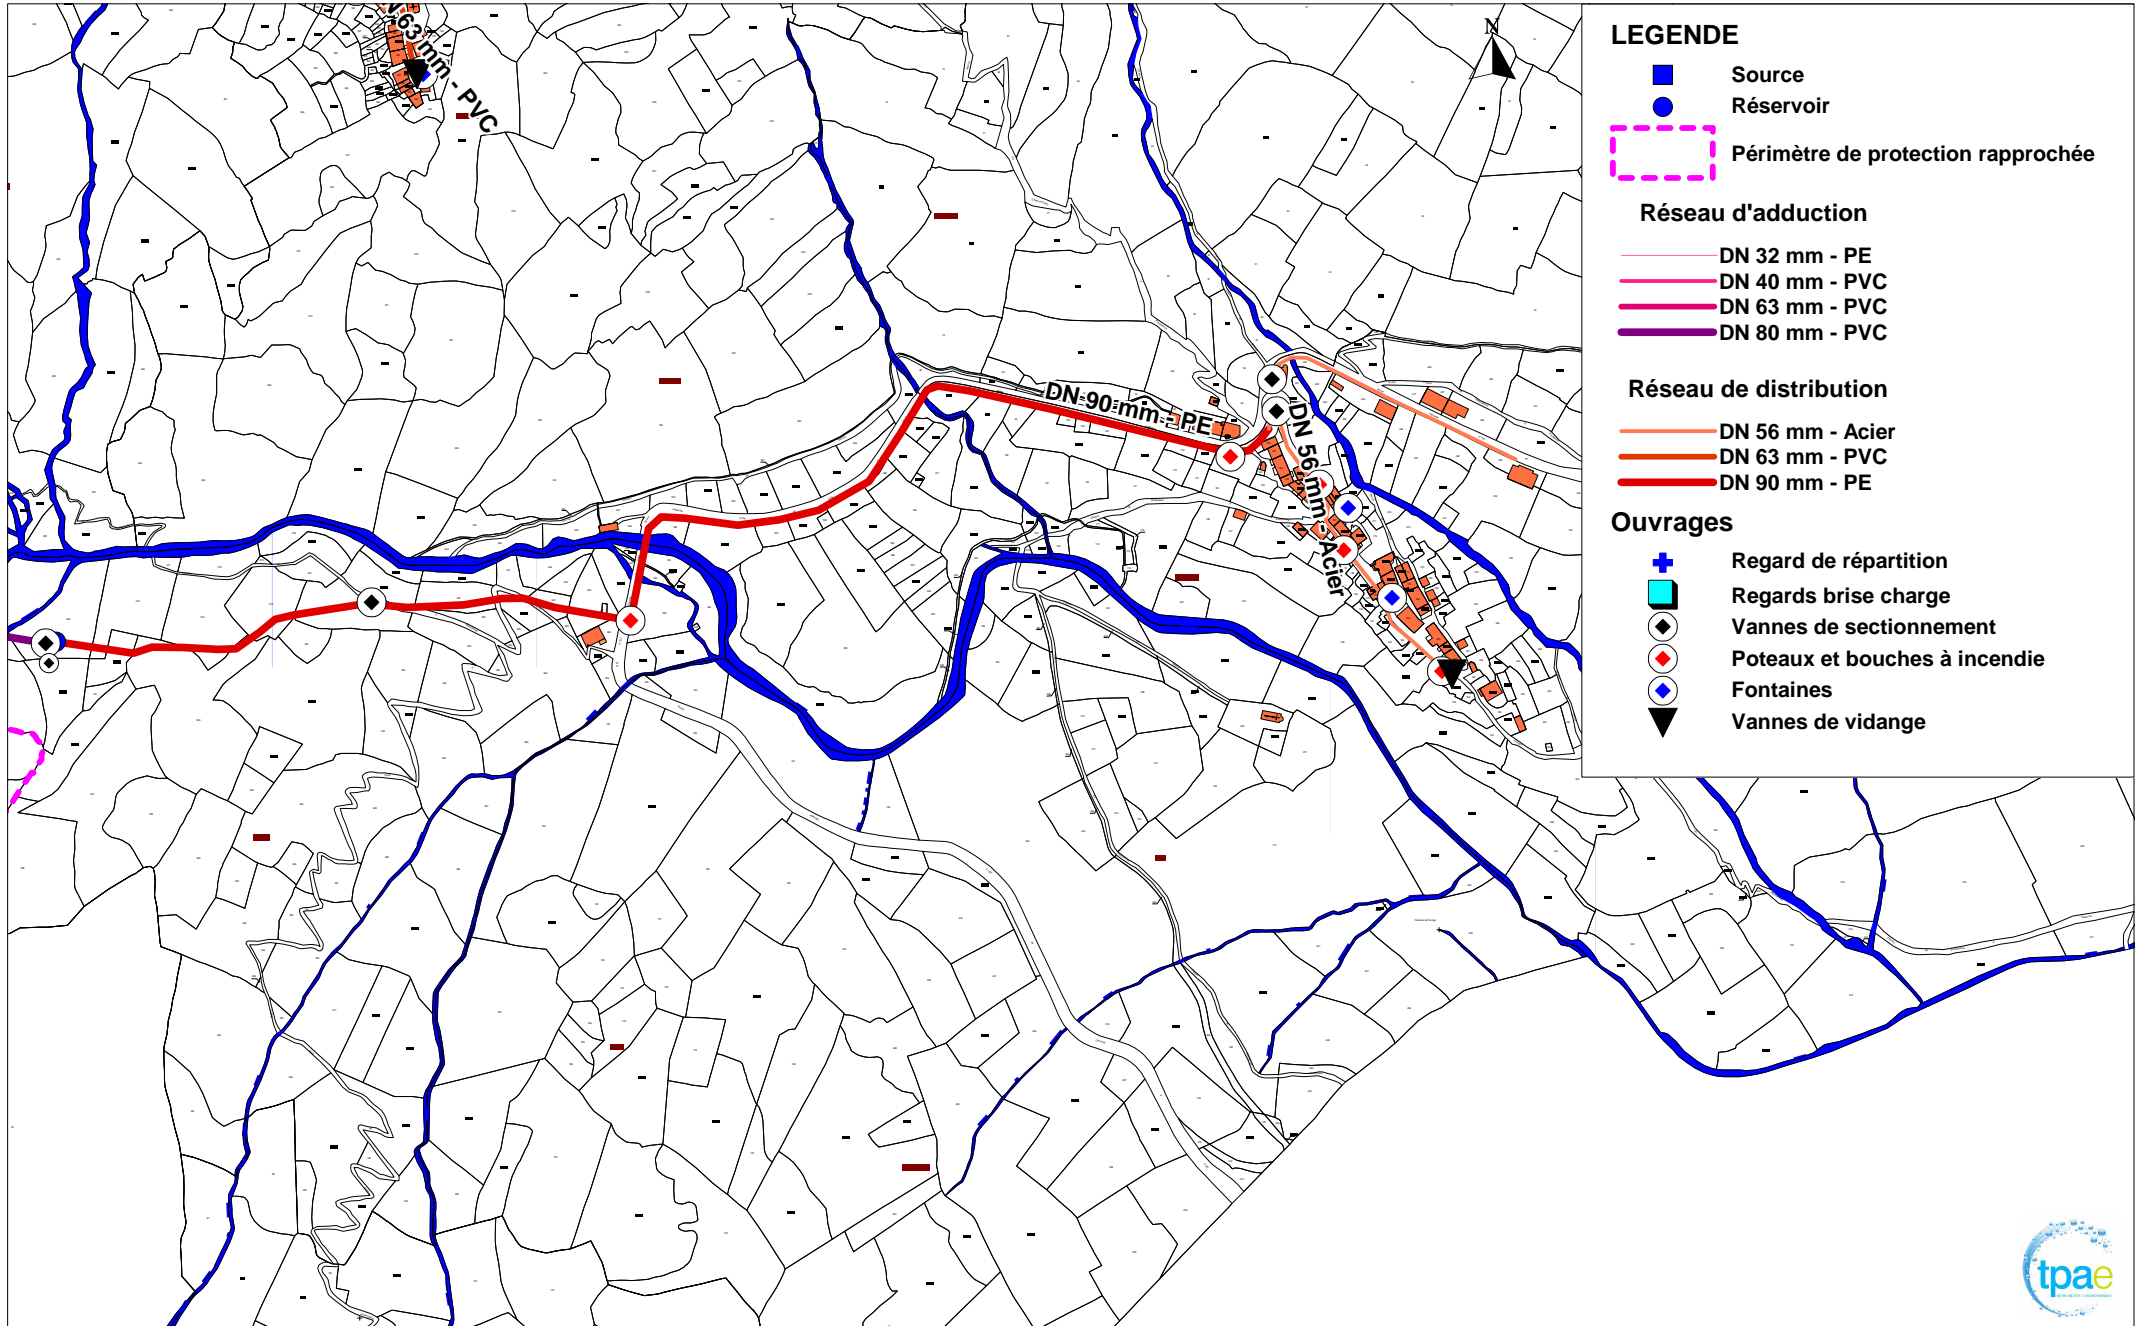 N
63 mm - PVC
DN 90 mm - PE
DN 56 mm - Acier
LEGENDE
Source
Réservoir
Périmètre de protection rapprochée
Réseau d'adduction
DN 32 mm - PE
DN 40 mm - PVC
DN 63 mm - PVC
DN 80 mm - PVC
Réseau de distribution
DN 56 mm - Acier
DN 63 mm - PVC
DN 90 mm - PE
Ouvrages
Regard de répartition
Regards brise charge
Vannes de sectionnement
Poteaux et bouches à incendie
Fontaines
Vannes de vidange
tpae